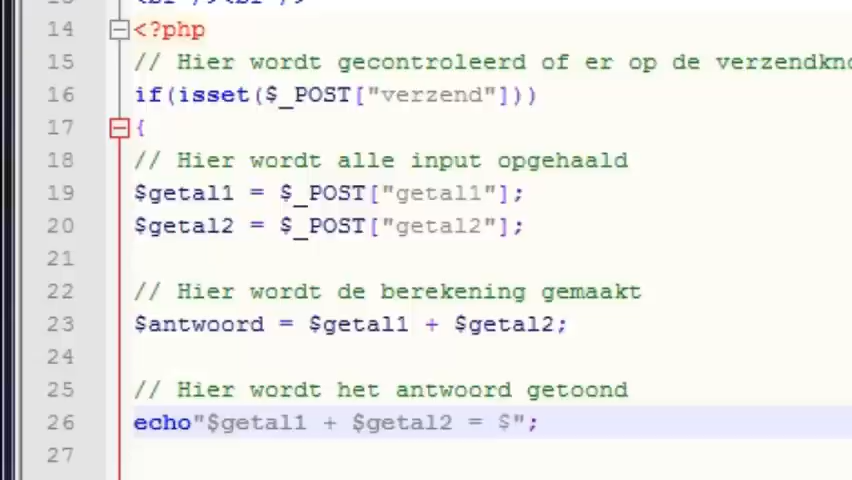 14 <?php
15 // Hier wordt gecontroleerd of er op de
16 if(isset($_POST["verzend"]))
17 {
18 // Hier wordt alle input opgehaald
19 $getal1 = $_POST["getal1"];
20 $getal2 = $_POST["getal2"];
21
22 // Hier wordt de berekening gemaakt
23 $antwoord = $getal1 + $getal2;
24
25 // Hier wordt het antwoord getoond
26 echo"$getal1 + $getal2 = $";
27